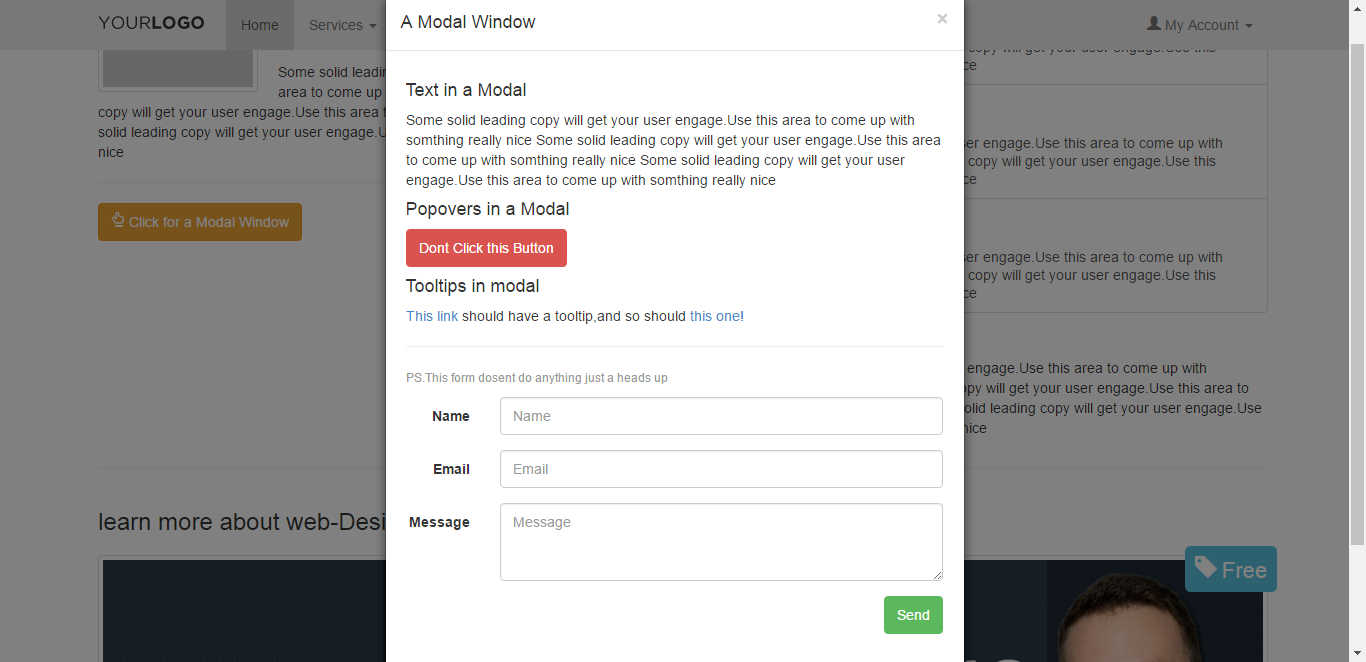 YOURLOGO
Home
Services
My Account
A Modal Window
×
Text in a Modal
Some solid leading copy will get your user engage.Use this area to come up with
somthing really nice Some solid leading copy will get your user engage.Use this area
to come up with somthing really nice Some solid leading copy will get your user
engage.Use this area to come up with somthing really nice
Popovers in a Modal
Dont Click this Button
Tooltips in modal
This link should have a tooltip,and so should this one!
PS.This form dosent do anything just a heads up
Name
Name
Email
Email
Message
Message
Send
Some solid leadin
area to come up
copy will get your user engage.Use this area t
solid leading copy will get your user engage.U
nice
Click for a Modal Window
learn more about web-Desi
copy will get your user engage.Use this
ce
er engage.Use this area to come up with
copy will get your user engage.Use this
ce
er engage.Use this area to come up with
copy will get your user engage.Use this
ce
engage.Use this area to come up with
opy will get your user engage.Use this area to
olid leading copy will get your user engage.Use
nice
Free